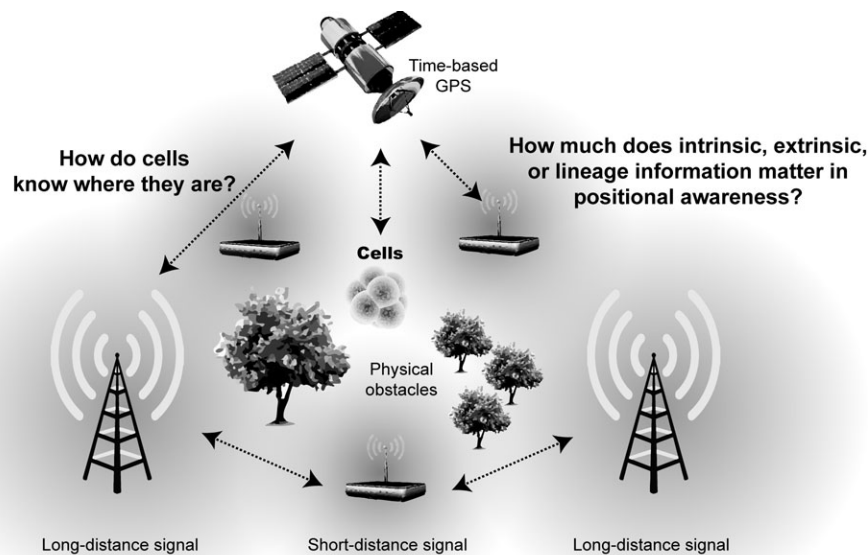 Time-based
GPS
How do cells
know where they are?
How much does intrinsic, extrinsic,
or lineage information matter in
positional awareness?
Cells
Physical
obstacles
Long-distance signal
Short-distance signal
Long-distance signal